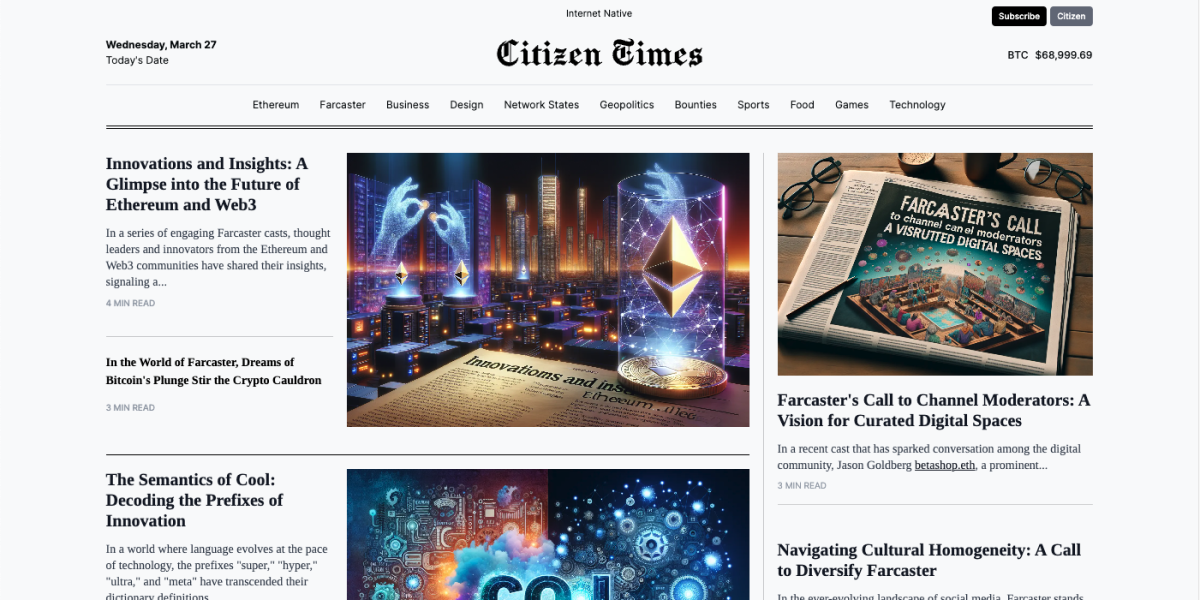 Internet Native
Subscribe
Citizen
Wednesday, March 27
Today's Date
Citizen Times
BTC $68,999.69
Ethereum Farcaster Business Design Network States Geopolitics Bounties Sports Food Games Technology
Innovations and Insights: A
Glimpse into the Future of
Ethereum and Web3
In a series of engaging Farcaster casts, thought
leaders and innovators from the Ethereum and
Web3 communities have shared their insights,
signaling a...
4 MIN READ
In the World of Farcaster, Dreams of
Bitcoin's Plunge Stir the Crypto Cauldron
3 MIN READ
The Semantics of Cool:
Decoding the Prefixes of
Innovation
In a world where language evolves at the pace
of technology, the prefixes "super," "hyper,"
"ultra," and "meta" have transcended their
dictionary definitions
FARCASTER'S CALL
to channel
A
DIGITAL SPACES
Farcaster's Call to Channel Moderators: A
Vision for Curated Digital Spaces
In a recent cast that has sparked conversation among the digital
community, Jason Goldberg betashop.eth, a prominent...
3 MIN READ
Navigating Cultural Homogeneity: A Call
to Diversify Farcaster
In the ever-evolving landscape of social media, Farcaster stands